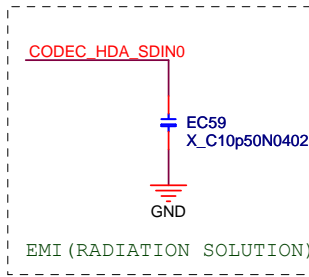 CODEC_HDA_SDIN0
EC59
X_C10p50N0402
GND
EMI(RADIATION SOLUTION)